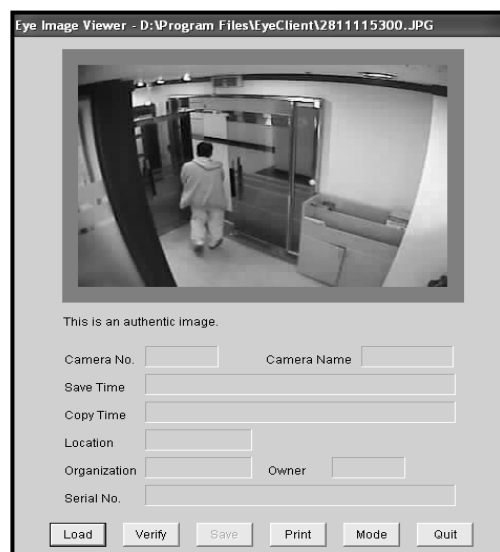 Eye Image Viewer - D:\Program Files\EyeClient\2811115300.JPG
This is an authentic image.
Camera No. Camera Name
Save Time
Copy Time
Location
Organization Owner
Serial No.
Load Verify Save Print Mode Quit